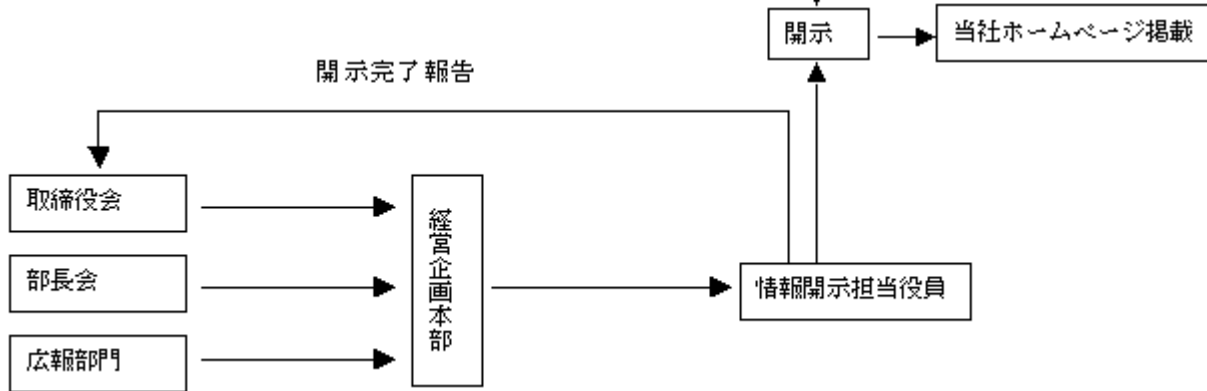 開示
当社ホームページ掲載
開示完了報告
取締役会
経営企画本部
部長会
情報開示担当役員
広報部門